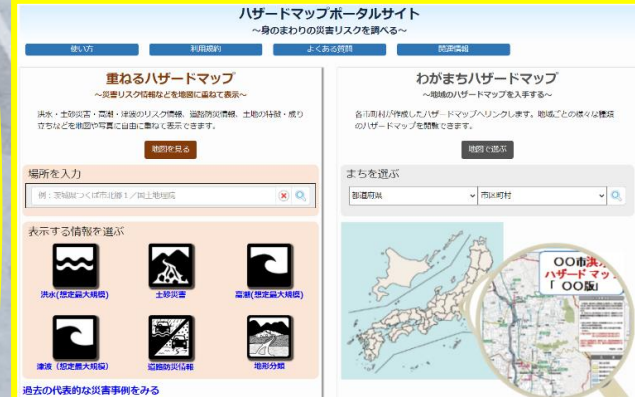 ハザードマップポータルサイト
～身のまわりの災害リスクを調べる～
使い方
利用規約
よくある質問
関連情報
重ねるハザードマップ
～災害リスク情報などを地図に重ねて表示～
洪水・土砂災害・高潮・津波のリスク情報、道路防災情報、土地の特徴・成り
立ちなどを地図や写真に自由に重ねて表示できます。
地図を見る
場所を入力
例：茨城県つくば市北郷１／国土地理院
表示する情報を選ぶ
洪水(想定最大規模)
土砂災害
高潮(想定最大規模)
津波（想定最大規模）
道路防災情報
地形分類
過去の代表的な災害事例をみる
わがまちハザードマップ
～地域のハザードマップを入手する～
各市町村が作成したハザードマップへリンクします。地域ごとの様々な種類
のハザードマップを閲覧できます。
地図で選ぶ
まちを選ぶ
都道府県
市区町村
〇〇市洪水
ハザードマップ
「 〇〇版」